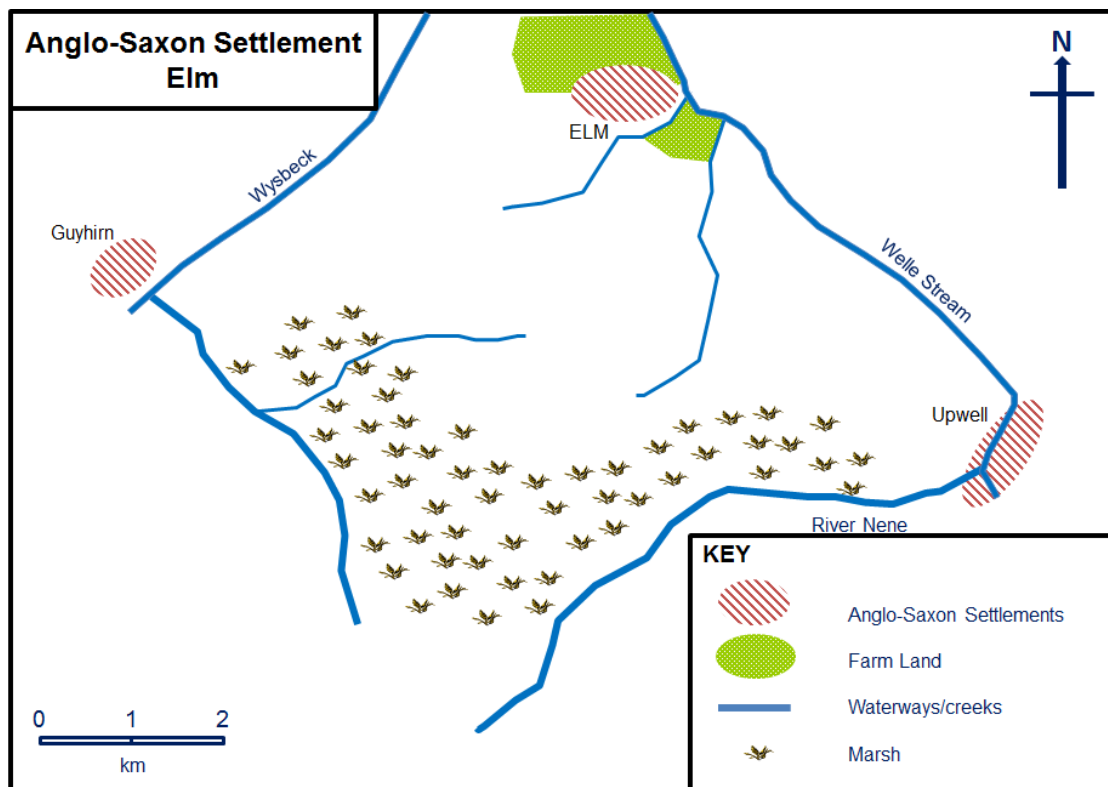 Anglo-Saxon Settlement
Elm
N
ELM
Wysbeck
Guyhirn
Welle Stream
Upwell
River Nene
KEY
Anglo-Saxon Settlements
Farm Land
Waterways/creeks
Marsh
0 1 2
km